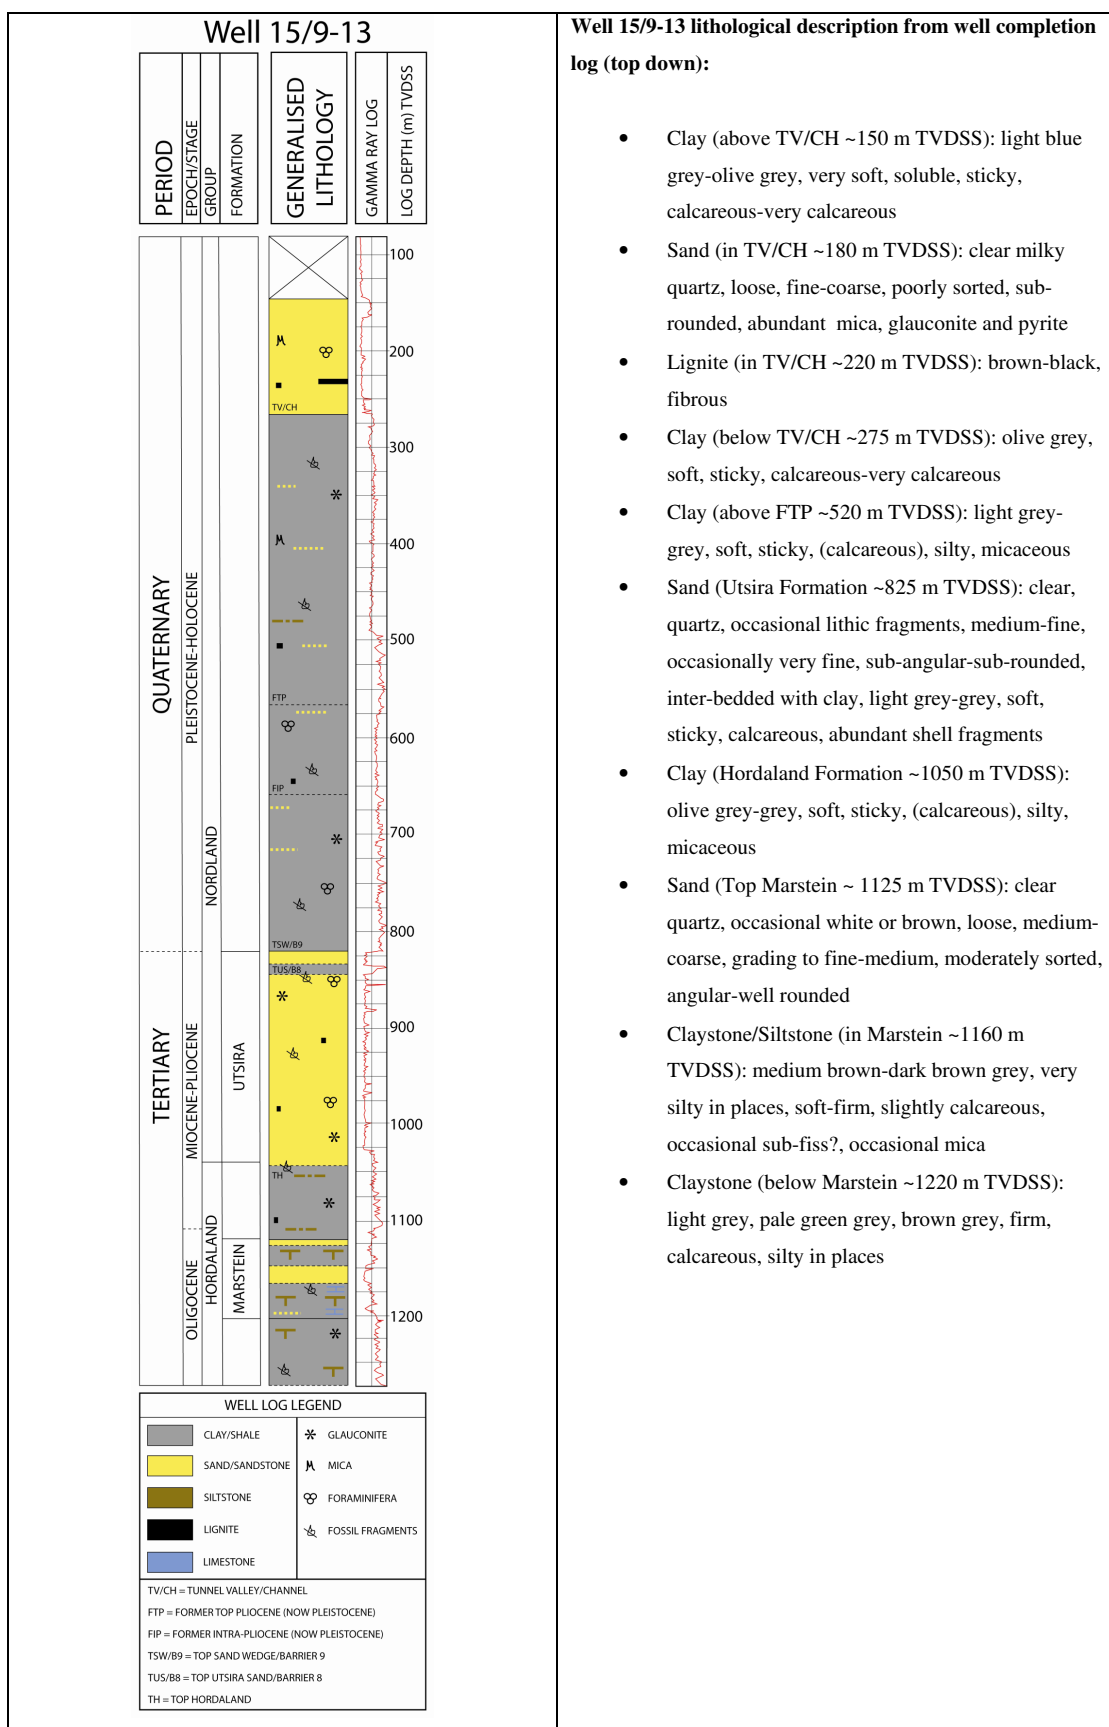 Well 15/9-13
PERIOD
EPOCH/STAGE
GROUP
FORMATION
GENERALISED
LITHOLOGY
GAMMA RAY LOG
LOG DEPTH (m) TVDSS
QUATERNARY
TERTIARY
PLEISTOCENE-HOLOCENE
MIOCENE-PLIOCENE
OLIGOCENE
NORDLAND
HORDALAND
UTSIRA
MARSTEIN
TV/CH
FTP
FIP
TSW/B9
TUS/B8
TH
100
200
300
400
500
600
700
800
900
1000
1100
1200
WELL LOG LEGEND
CLAY/SHALE
SAND/SANDSTONE
SILTSTONE
LIGNITE
LIMESTONE
GLAUCONITE
MICA
FORAMINIFERA
FOSSIL FRAGMENTS
TV/CH = TUNNEL VALLEY/CHANNEL
FTP = FORMER TOP PLIOCENE (NOW PLEISTOCENE)
FIP = FORMER INTRA-PLIOCENE (NOW PLEISTOCENE)
TSW/B9 = TOP SAND WEDGE/BARRIER 9
TUS/B8 = TOP UTSIRA SAND/BARRIER 8
TH = TOP HORDALAND
Well 15/9-13 lithological description from well completion
log (top down):
• Clay (above TV/CH ~150 m TVDSS): light blue
grey-olive grey, very soft, soluble, sticky,
calcareous-very calcareous
• Sand (in TV/CH ~180 m TVDSS): clear milky
quartz, loose, fine-coarse, poorly sorted, sub-
rounded, abundant mica, glauconite and pyrite
• Lignite (in TV/CH ~220 m TVDSS): brown-black,
fibrous
• Clay (below TV/CH ~275 m TVDSS): olive grey,
soft, sticky, calcareous-very calcareous
• Clay (above FTP ~520 m TVDSS): light grey-
grey, soft, sticky, (calcareous), silty, micaceous
• Sand (Utsira Formation ~825 m TVDSS): clear,
quartz, occasional lithic fragments, medium-fine,
occasionally very fine, sub-angular-sub-rounded,
inter-bedded with clay, light grey-grey, soft,
sticky, calcareous, abundant shell fragments
• Clay (Hordaland Formation ~1050 m TVDSS):
olive grey-grey, soft, sticky, (calcareous), silty,
micaceous
• Sand (Top Marstein ~ 1125 m TVDSS): clear
quartz, occasional white or brown, loose, medium-
coarse, grading to fine-medium, moderately sorted,
angular-well rounded
• Claystone/Siltstone (in Marstein ~1160 m
TVDSS): medium brown-dark brown grey, very
silty in places, soft-firm, slightly calcareous,
occasional sub-fiss?, occasional mica
• Claystone (below Marstein ~1220 m TVDSS):
light grey, pale green grey, brown grey, firm,
calcareous, silty in places